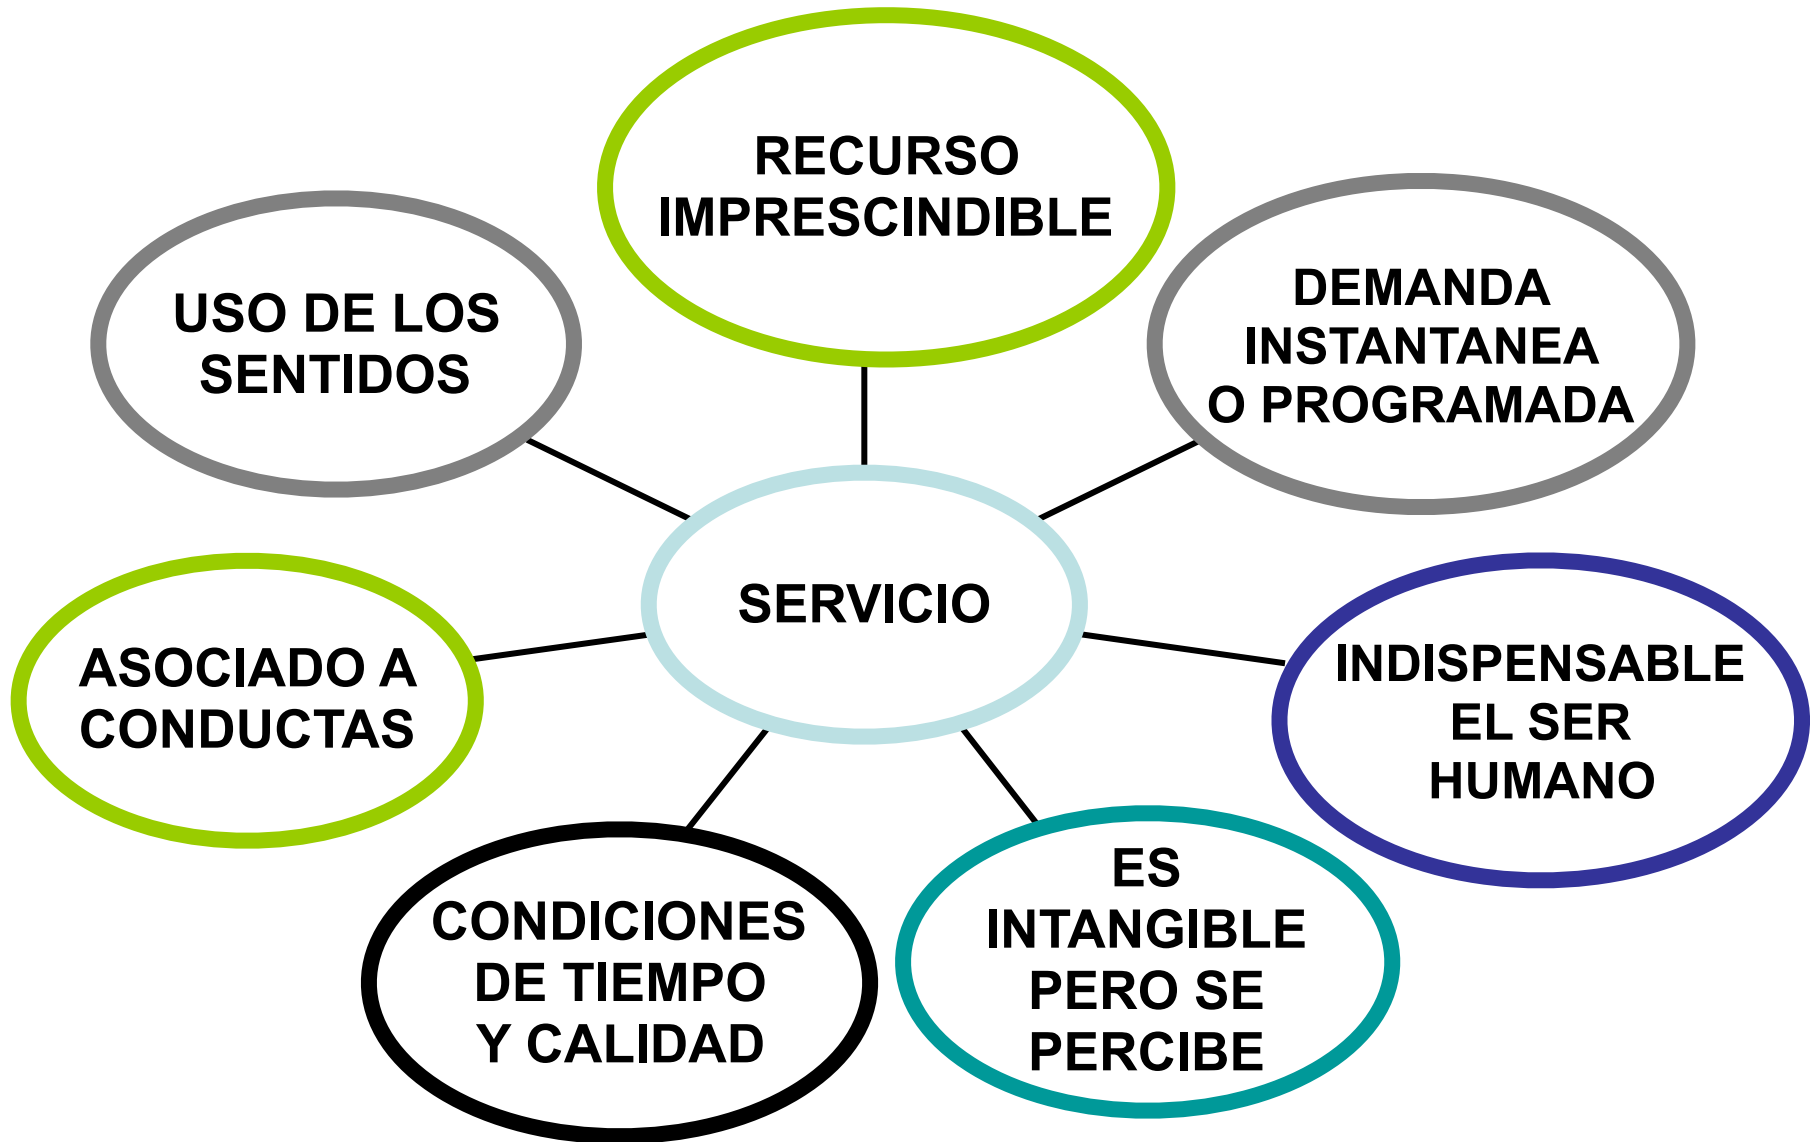 RECURSO
IMPRESCINDIBLE
USO DE LOS
SENTIDOS
DEMANDA
INSTANTANEA
O PROGRAMADA
SERVICIO
ASOCIADO A
CONDUCTAS
INDISPENSABLE
EL SER
HUMANO
CONDICIONES
DE TIEMPO
Y CALIDAD
ES
INTANGIBLE
PERO SE
PERCIBE